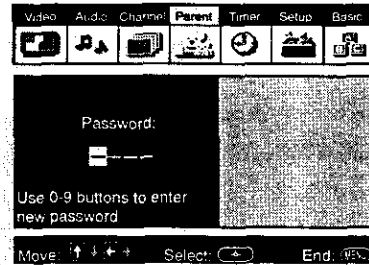 Video Audio Channel Parent Timer Setup Basic
Password:
Use 0-9 buttons to enter
new password
Move: ↑ ↓ ← → Select: End: MENU